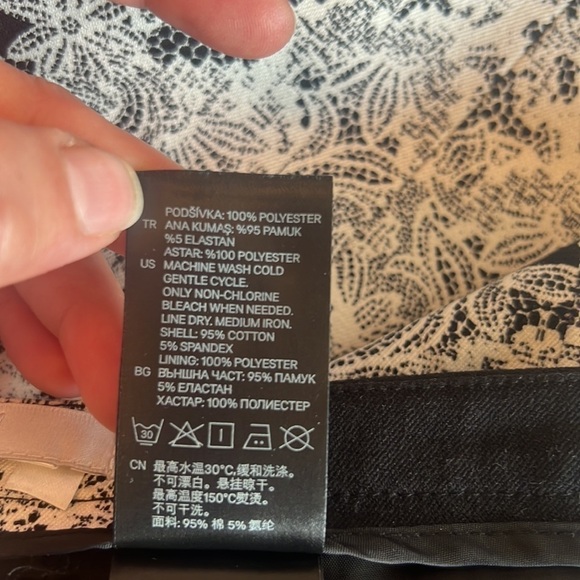 PODŠÍVKA: 100% POLYESTER
TR ANA KUMAŞ: %95 PAMUK
%5 ELASTAN
ASTAR: %100 POLYESTER
US MACHINE WASH COLD
GENTLE CYCLE.
ONLY NON-CHLORINE
BLEACH WHEN NEEDED.
LINE DRY. MEDIUM IRON.
SHELL: 95% COTTON
5% SPANDEX
LINING: 100% POLYESTER
BG ВЪНШНА ЧАСТ: 95% ПАМУК
5% ЕЛАСТАН
ХАСТАР: 100% ПОЛИЕСТЕР
30
CN 最高水温30°C,缓和洗涤。
不可漂白。悬挂晾干。
最高温度150°C熨烫。
不可干洗。
面料: 95% 棉 5% 氨纶